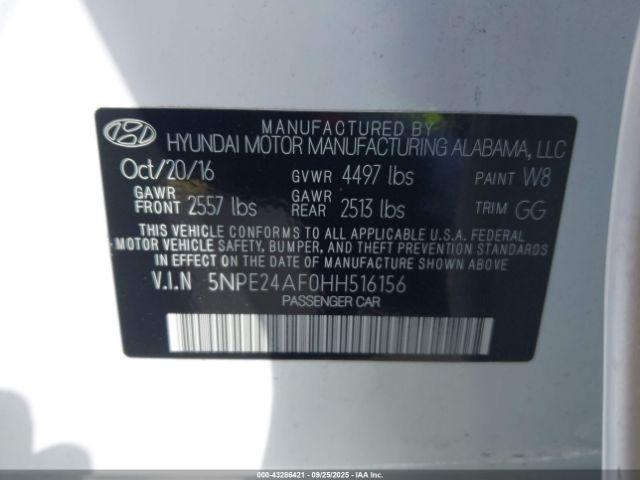 MANUFACTURED BY
HYUNDAI MOTOR MANUFACTURING ALABAMA, LLC
Oct/20/16 GVWR 4497 lbs PAINT W8
GAWR FRONT 2557 lbs GAWR REAR 2513 lbs TRIM GG
THIS VEHICLE CONFORMS TO ALL APPLICABLE U.S.A. FEDERAL
MOTOR VEHICLE SAFETY, BUMPER, AND THEFT PREVENTION STANDARDS
IN EFFECT ON THE DATE OF MANUFACTURE SHOWN ABOVE.
V.I.N 5NPE24AF0HH516156
PASSENGER CAR
000-43286421 - 09/25/2025 - 036113